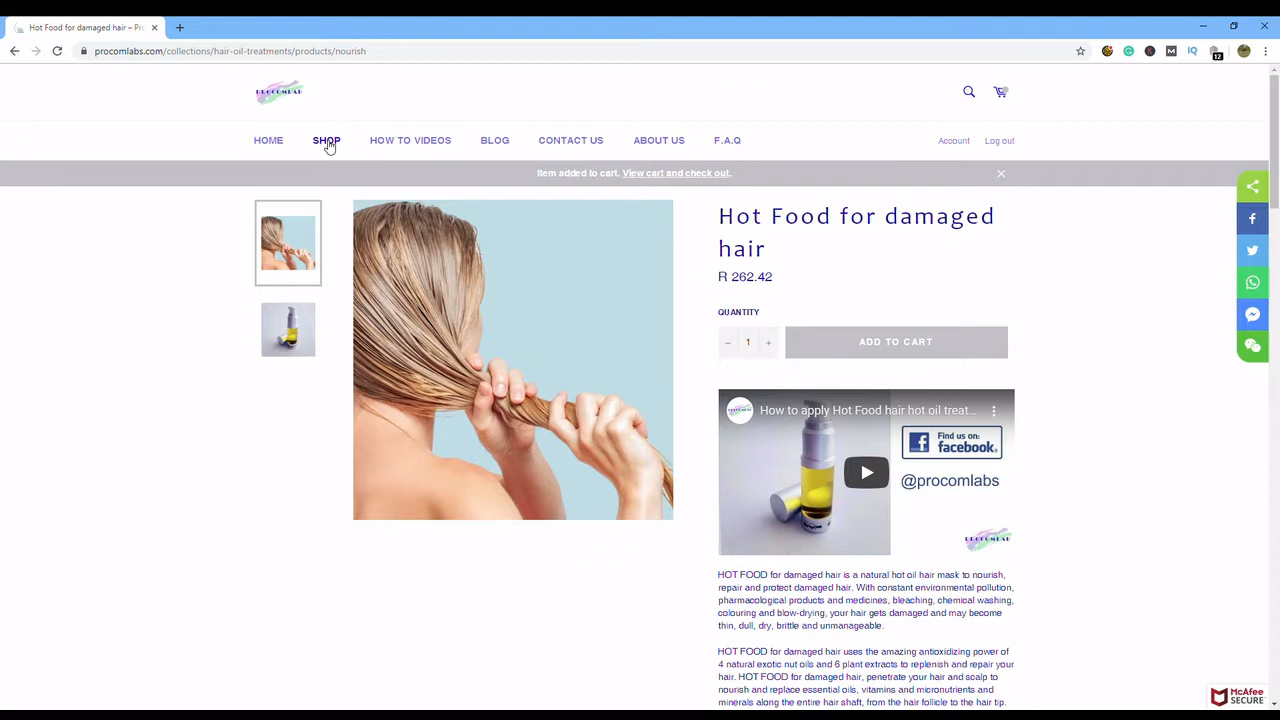 Hot Food for damaged hair – Pro
procomlabs.com/collections/hair-oil-treatments/products/nourish
12
PROCOMLAB
HOME SHOP HOW TO VIDEOS BLOG CONTACT US ABOUT US F.A.Q Account Log out
Item added to cart. View cart and check out.
Hot Food for damaged
hair
R 262.42
QUANTITY
− 1 + ADD TO CART
How to apply Hot Food hair hot oil treat...
Find us on:
facebook.
@procomlabs
PROCOMLAB
HOT FOOD for damaged hair is a natural hot oil hair mask to nourish,
repair and protect damaged hair. With constant environmental pollution,
pharmacological products and medicines, bleaching, chemical washing,
colouring and blow-drying, your hair gets damaged and may become
thin, dull, dry, brittle and unmanageable.
HOT FOOD for damaged hair uses the amazing antioxidizing power of
4 natural exotic nut oils and 6 plant extracts to replenish and repair your
hair. HOT FOOD for damaged hair, penetrate your hair and scalp to
nourish and replace essential oils, vitamins and micronutrients and
minerals along the entire hair shaft, from the hair follicle to the hair tip.
McAfee
SECURE